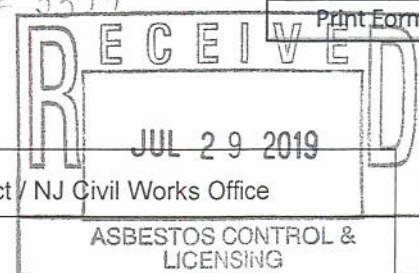 Print Form
RECEIVED
JUL 29 2019
ct / NJ Civil Works Office
ASBESTOS CONTROL &
LICENSING